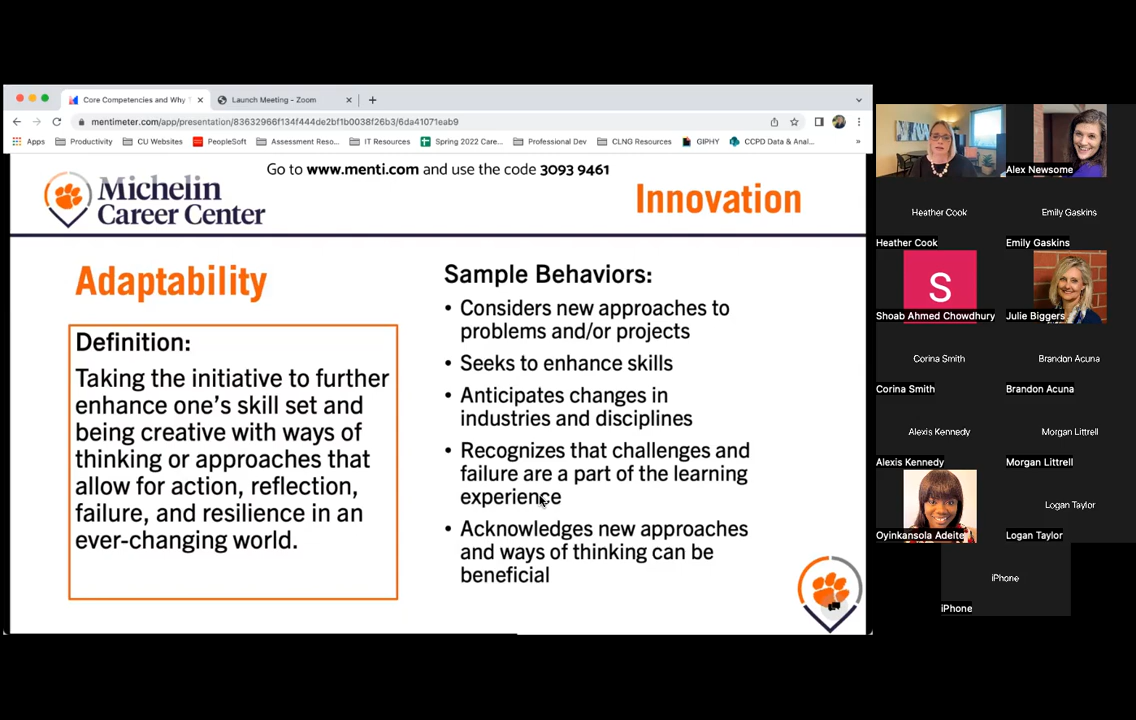 Core Competencies and Why T
Launch Meeting - Zoom
mentimeter.com/app/presentation/83632966f134f444de2bf1b0038f26b3/6da41071eab9
Apps
Productivity
CU Websites
PeopleSoft
Assessment Reso...
IT Resources
Spring 2022 Care...
Professional Dev
CLNG Resources
GIPHY
CCPD Data & Anal...
»
Go to www.menti.com and use the code 3093 9461
Michelin
Career Center
Innovation
Adaptability
Definition:
Taking the initiative to further
enhance one's skill set and
being creative with ways of
thinking or approaches that
allow for action, reflection,
failure, and resilience in an
ever-changing world.
Sample Behaviors:
• Considers new approaches to
problems and/or projects
• Seeks to enhance skills
• Anticipates changes in
industries and disciplines
• Recognizes that challenges and
failure are a part of the learning
experience
• Acknowledges new approaches
and ways of thinking can be
beneficial
Alex Newsome
Heather Cook
Heather Cook
Emily Gaskins
Emily Gaskins
S
Shoab Ahmed Chowdhury
Julie Biggers
Corina Smith
Corina Smith
Brandon Acuna
Brandon Acuna
Alexis Kennedy
Alexis Kennedy
Morgan Littrell
Morgan Littrell
Oyinkansola Adeite
Logan Taylor
Logan Taylor
iPhone
iPhone